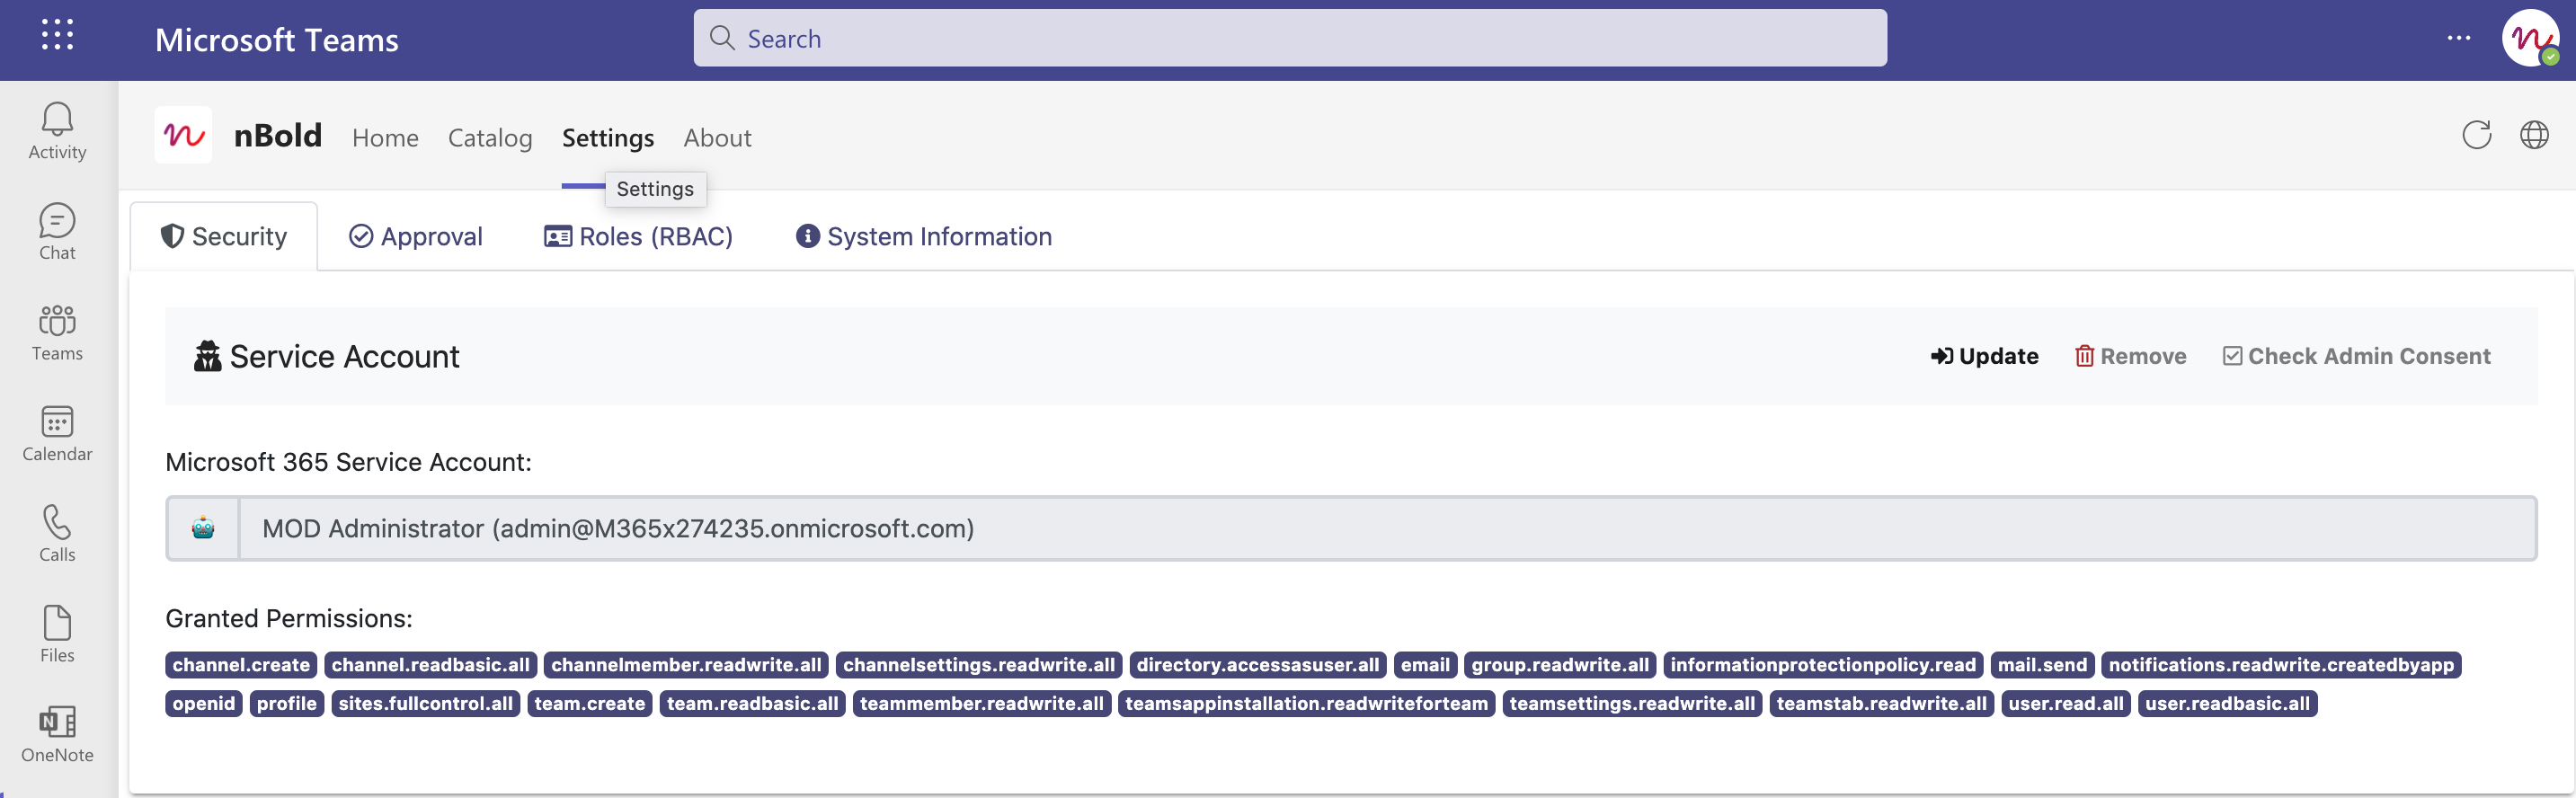 Microsoft Teams
Search
Activity
Chat
Teams
Calendar
Calls
Files
OneNote
nBold Home Catalog Settings About
Settings
Security Approval Roles (RBAC) System Information
Service Account Update Remove Check Admin Consent
Microsoft 365 Service Account:
MOD Administrator (admin@M365x274235.onmicrosoft.com)
Granted Permissions:
channel.create channel.readbasic.all channelmember.readwrite.all channelsettings.readwrite.all directory.accessasuser.all email group.readwrite.all informationprotectionpolicy.read mail.send notifications.readwrite.createdbyapp
openid profile sites.fullcontrol.all team.create team.readbasic.all teammember.readwrite.all teamsappinstallation.readwriteforteam teamsettings.readwrite.all teamstab.readwrite.all user.read.all user.readbasic.all